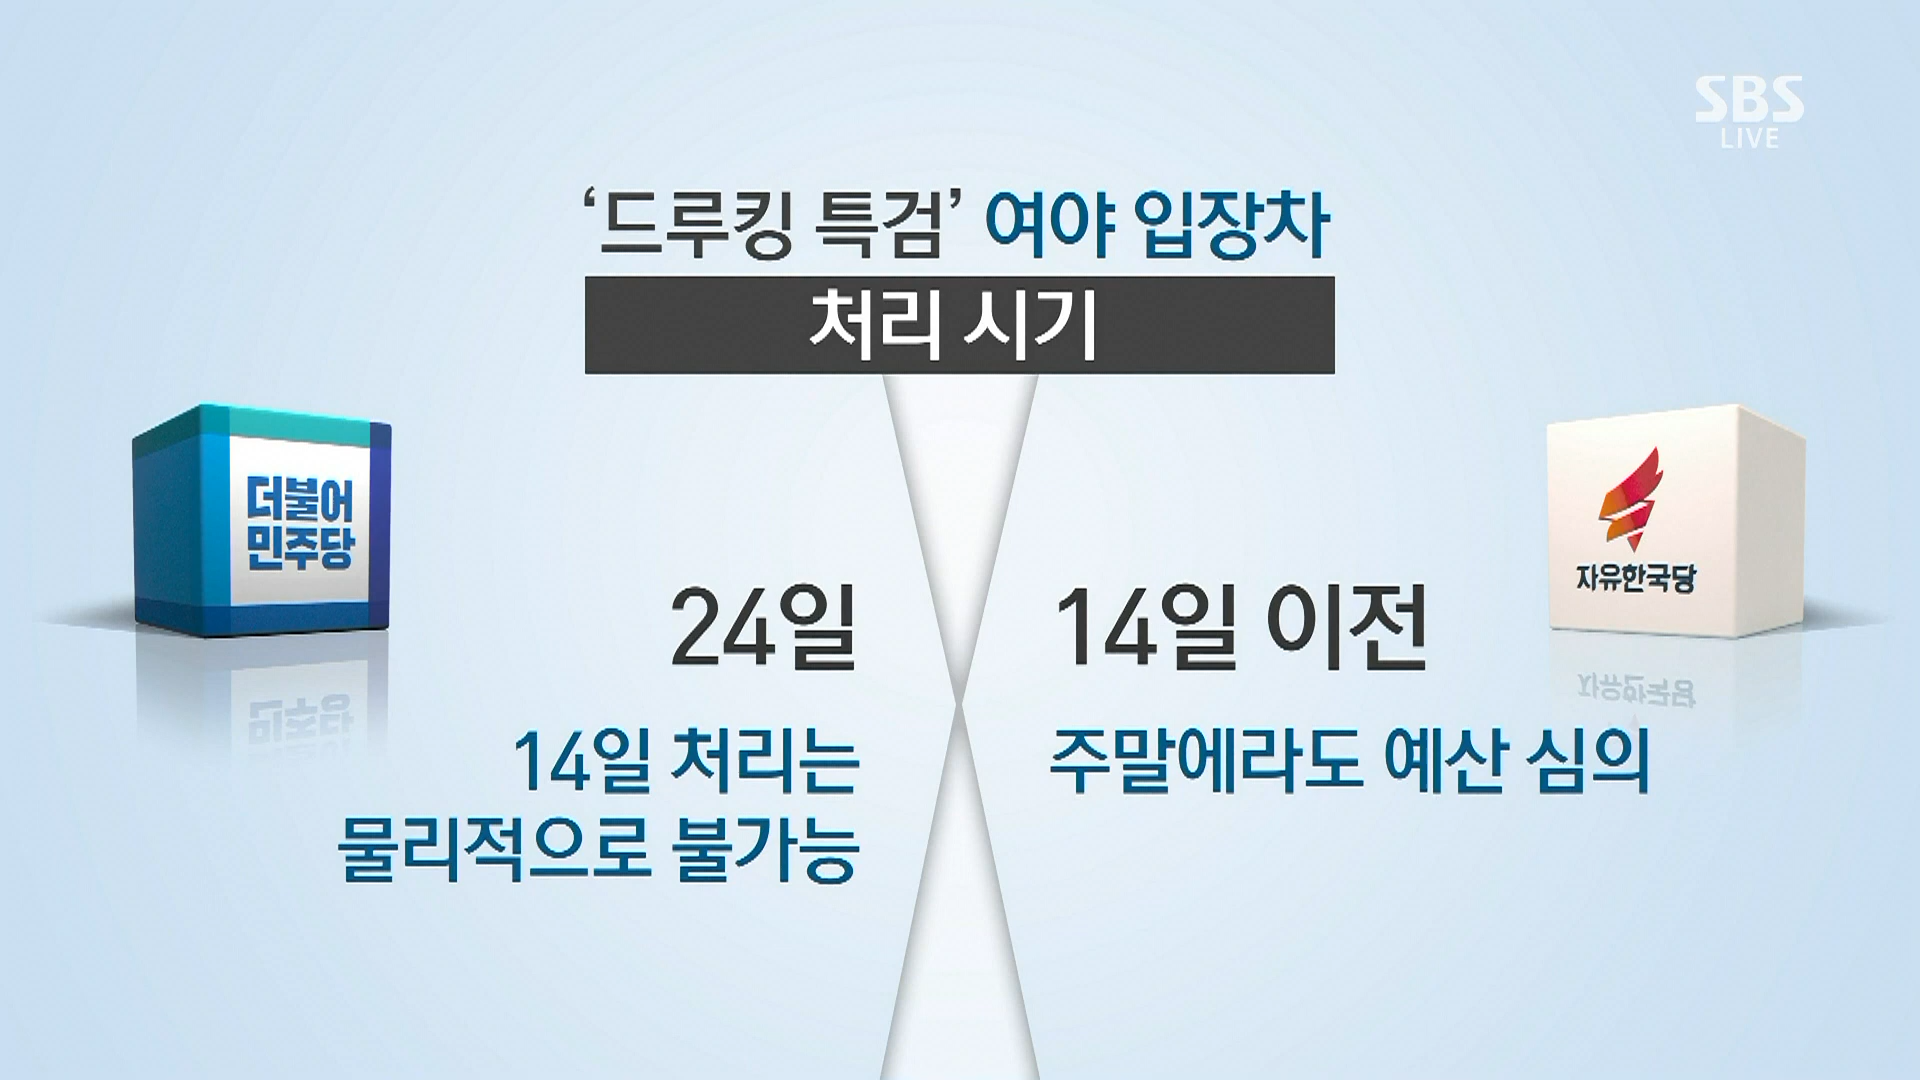 SBS
LIVE
‘드루킹 특검’ 여야 입장차
처리 시기
더불어
민주당
24일
14일 처리는
물리적으로 불가능
자유한국당
14일 이전
주말에라도 예산 심의